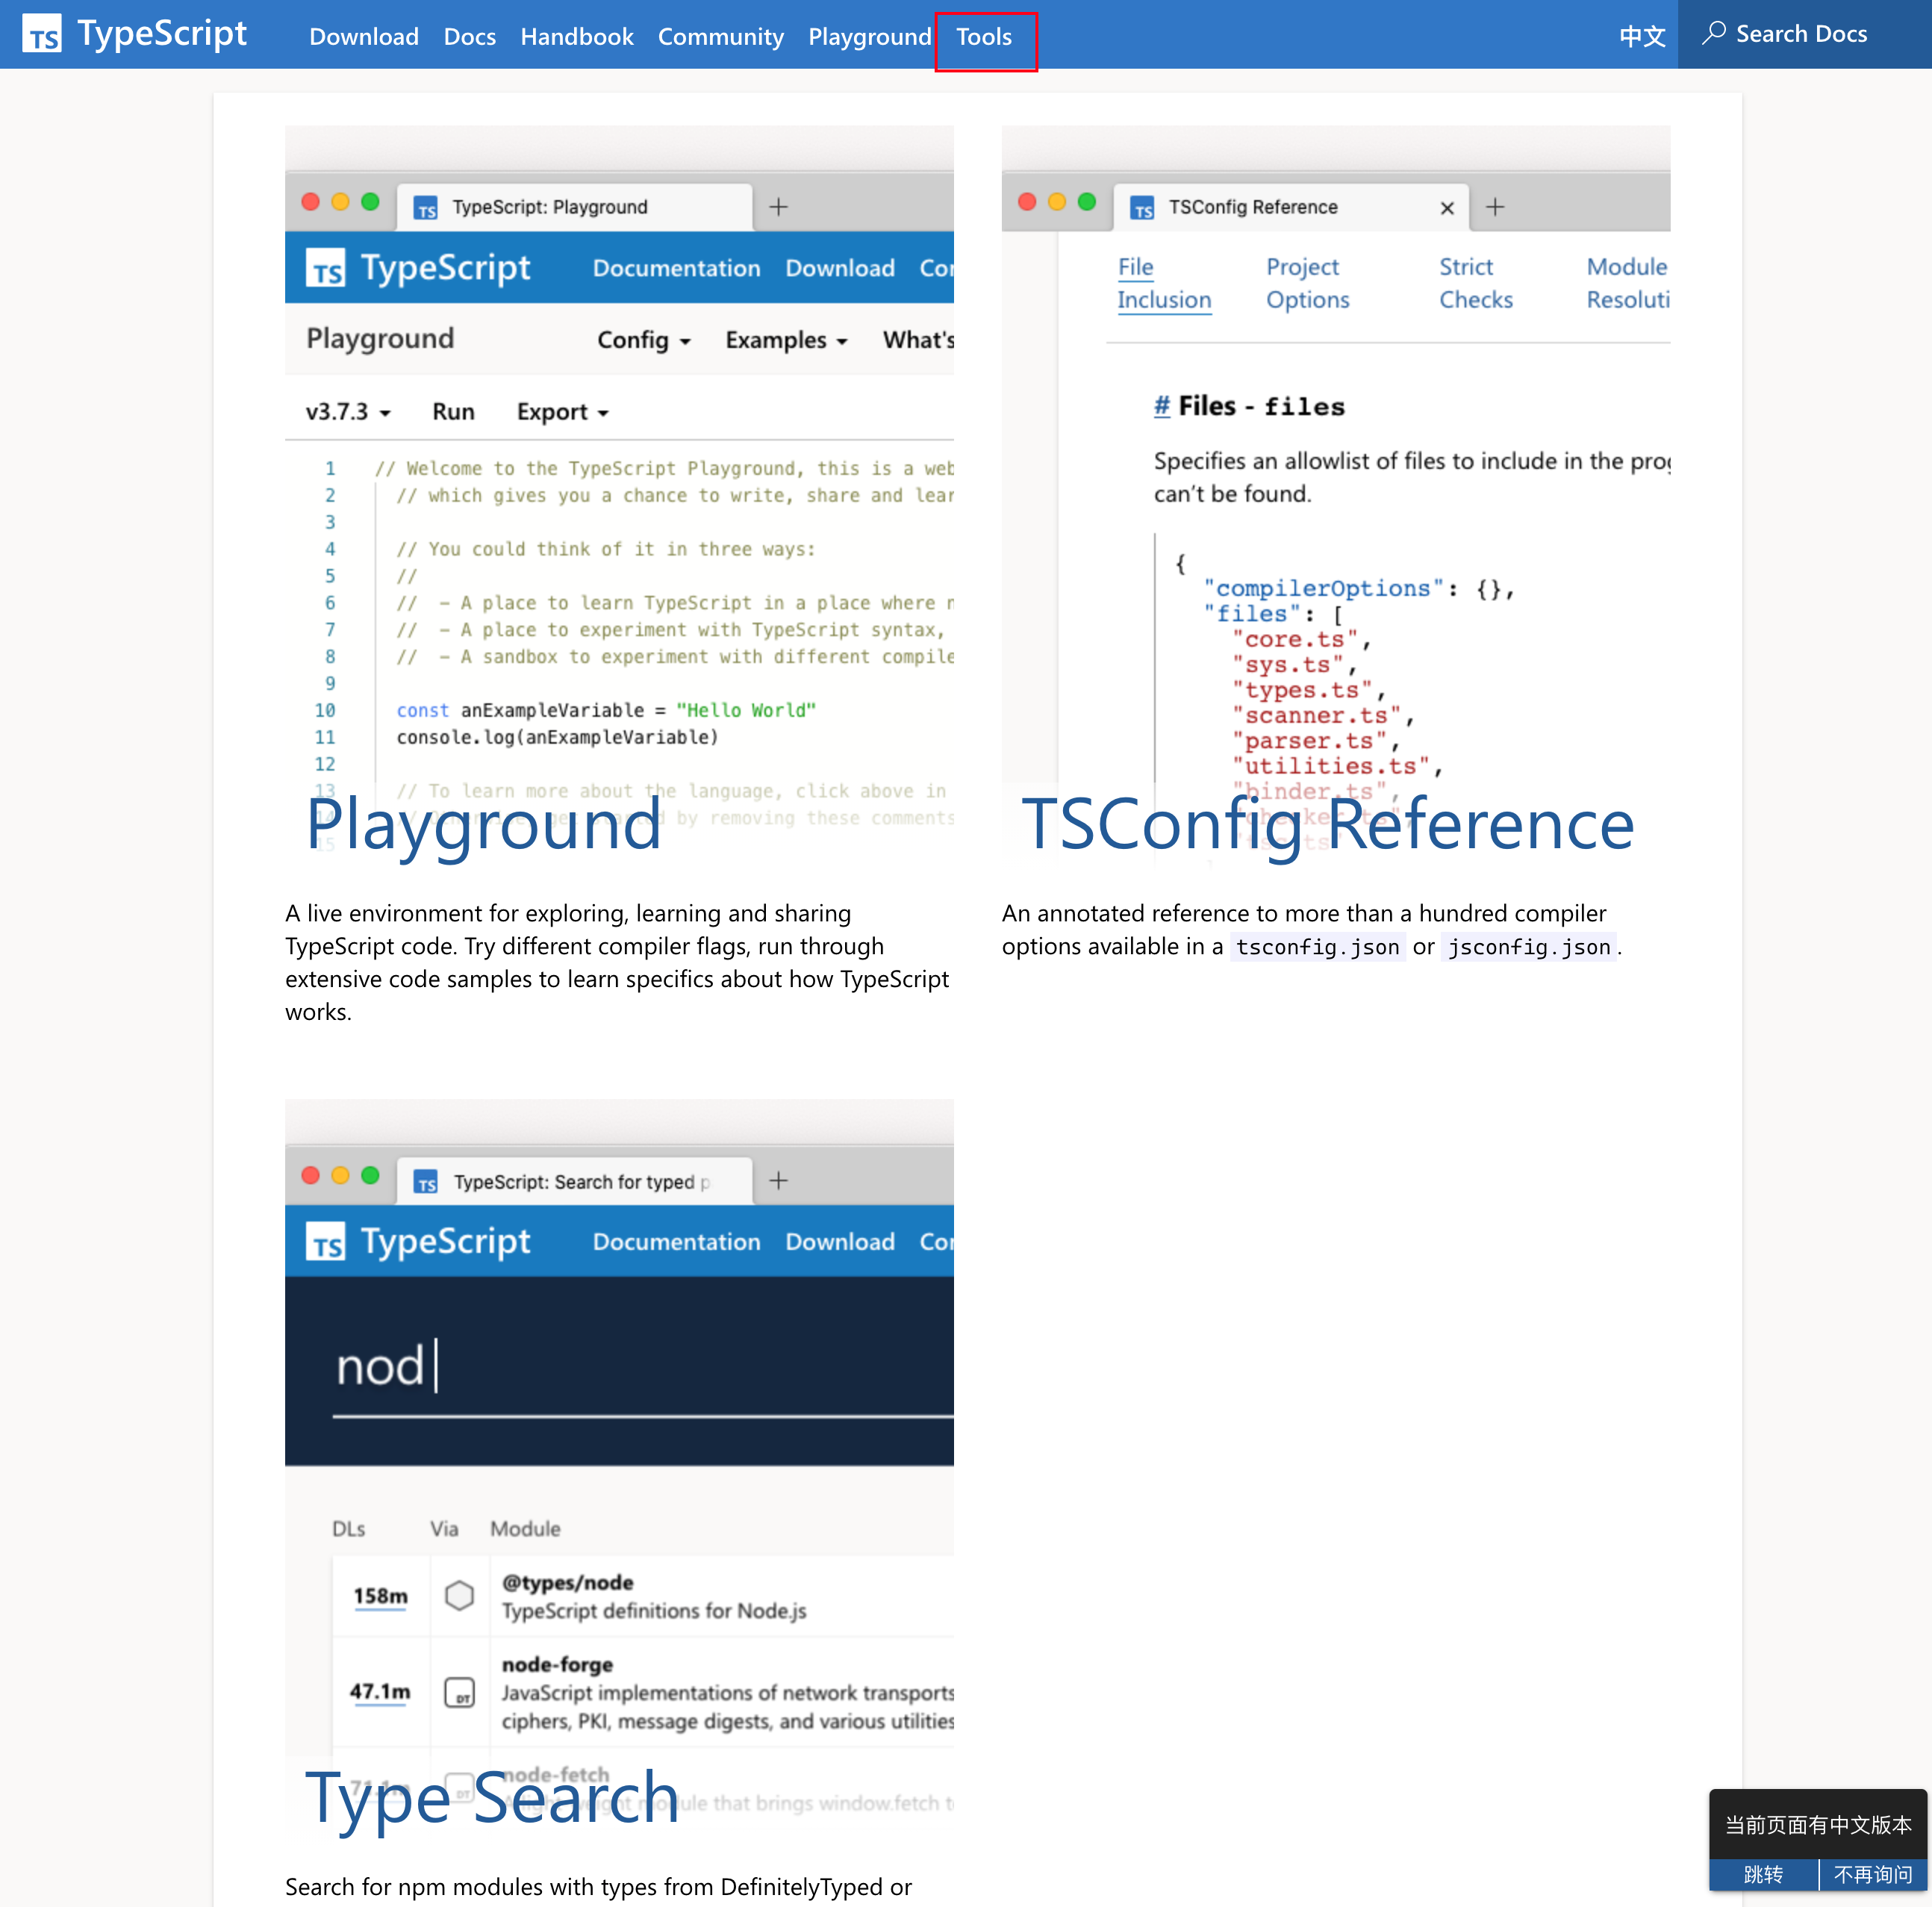 TS TypeScript Download Docs Handbook Community Playground Tools 中文 Search Docs
TS TypeScript: Playground
TS TypeScript Documentation Download
Playground Config Examples What's
v3.7.3 Run Export
1 // Welcome to the TypeScript Playground, this is a web
2 // which gives you a chance to write, share and lear
3
4 // You could think of it in three ways:
5 //
6 // - A place to learn TypeScript in a place where
7 // - A place to experiment with TypeScript syntax,
8 // - A sandbox to experiment with different compile
9
10 const anExampleVariable = "Hello World"
11 console.log(anExampleVariable)
12
13 // To learn more about the language, click above in
14 by removing these comments
15
Playground
A live environment for exploring, learning and sharing
TypeScript code. Try different compiler flags, run through
extensive code samples to learn specifics about how TypeScript
works.
TS TSConfig Reference
File Inclusion
Project Options
Strict Checks
Module Resoluti
# Files - files
Specifies an allowlist of files to include in the prog
can't be found.
{
"compilerOptions": {},
"files": [
"core.ts",
"sys.ts",
"types.ts",
"scanner.ts",
"parser.ts",
"utilities.ts",
"binder.ts",
TSConfig Reference
An annotated reference to more than a hundred compiler
options available in a tsconfig.json or jsconfig.json.
TS TypeScript: Search for typed p
TS TypeScript Documentation Download
nod
DLs Via Module
158m @types/node
TypeScript definitions for Node.js
node-forge
47.1m DT JavaScript implementations of network transports
ciphers, PKI, message digests, and various utilities
node-fetch
71.1m DT module that brings window.fetch
Type Search
Search for npm modules with types from DefinitelyTyped or
当前页面有中文版本
跳转 不再询问